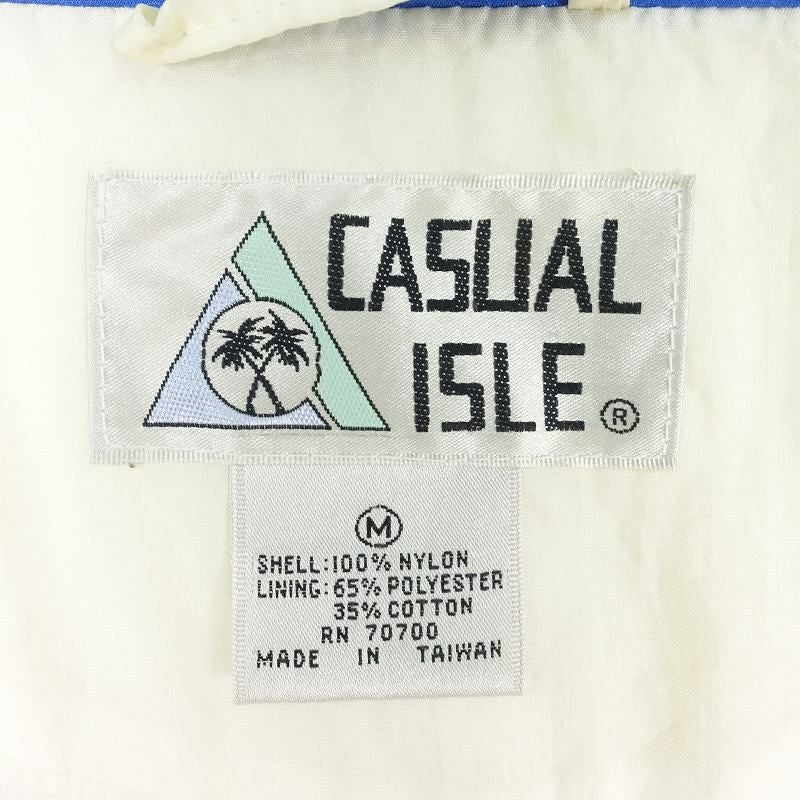 CASUAL
ISLE ®
M
SHELL:100% NYLON
LINING:65% POLYESTER
35% COTTON
RN 70700
MADE IN TAIWAN